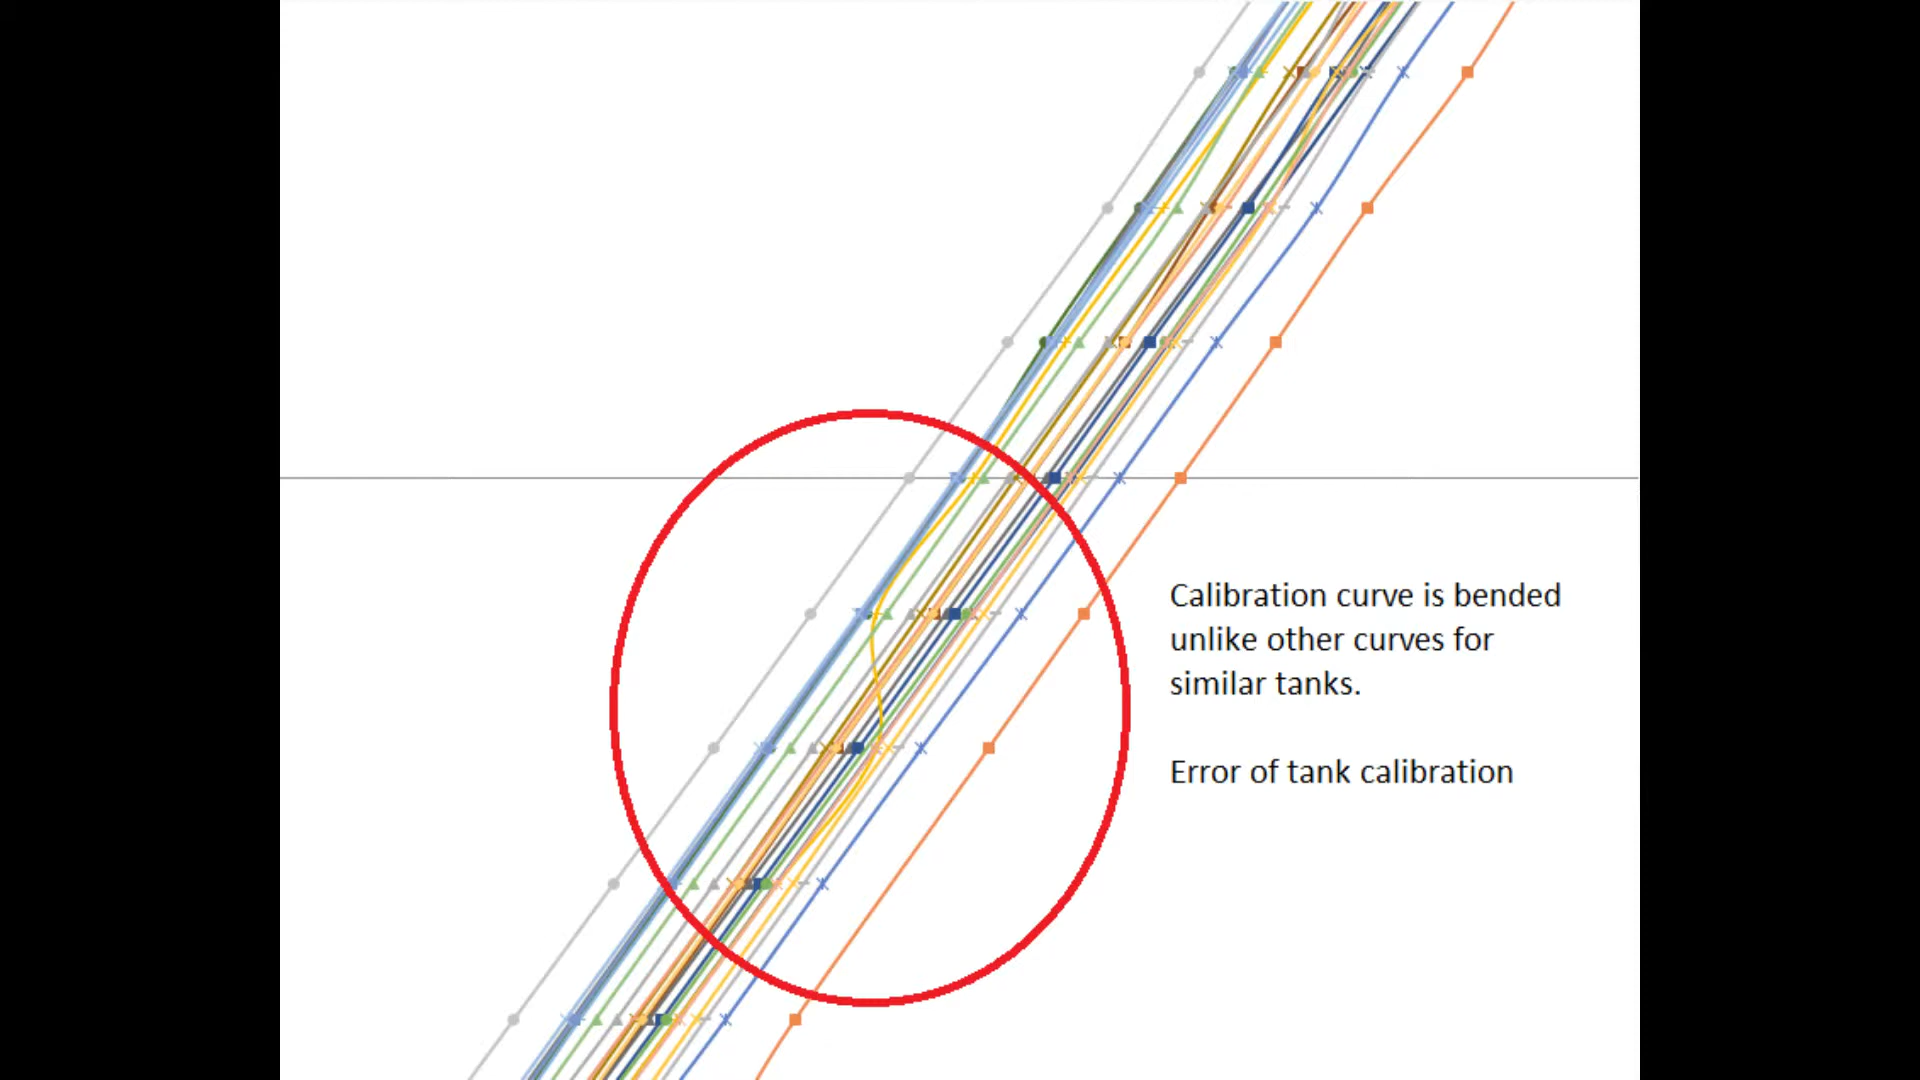 Calibration curve is bended
unlike other curves for
similar tanks.
Error of tank calibration